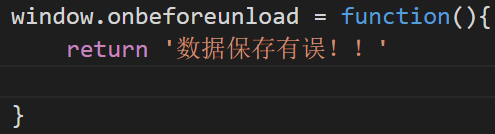 window.onbeforeunload = function(){
    return '数据保存有误！！'
}